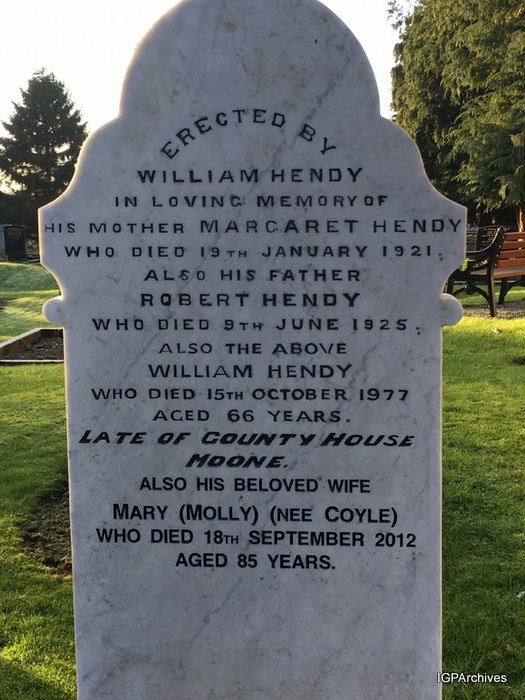 ERECTED BY
WILLIAM HENDY
IN LOVING MEMORY OF
HIS MOTHER MARGARET HENDY
WHO DIED 19TH JANUARY 1921.
ALSO HIS FATHER
ROBERT HENDY
WHO DIED 9TH JUNE 1925.
ALSO THE ABOVE
WILLIAM HENDY
WHO DIED 15TH OCTOBER 1977
AGED 66 YEARS.
LATE OF COUNTY HOUSE
MOONE.
ALSO HIS BELOVED WIFE
MARY (MOLLY) (NEE COYLE)
WHO DIED 18TH SEPTEMBER 2012
AGED 85 YEARS.
IGPArchives